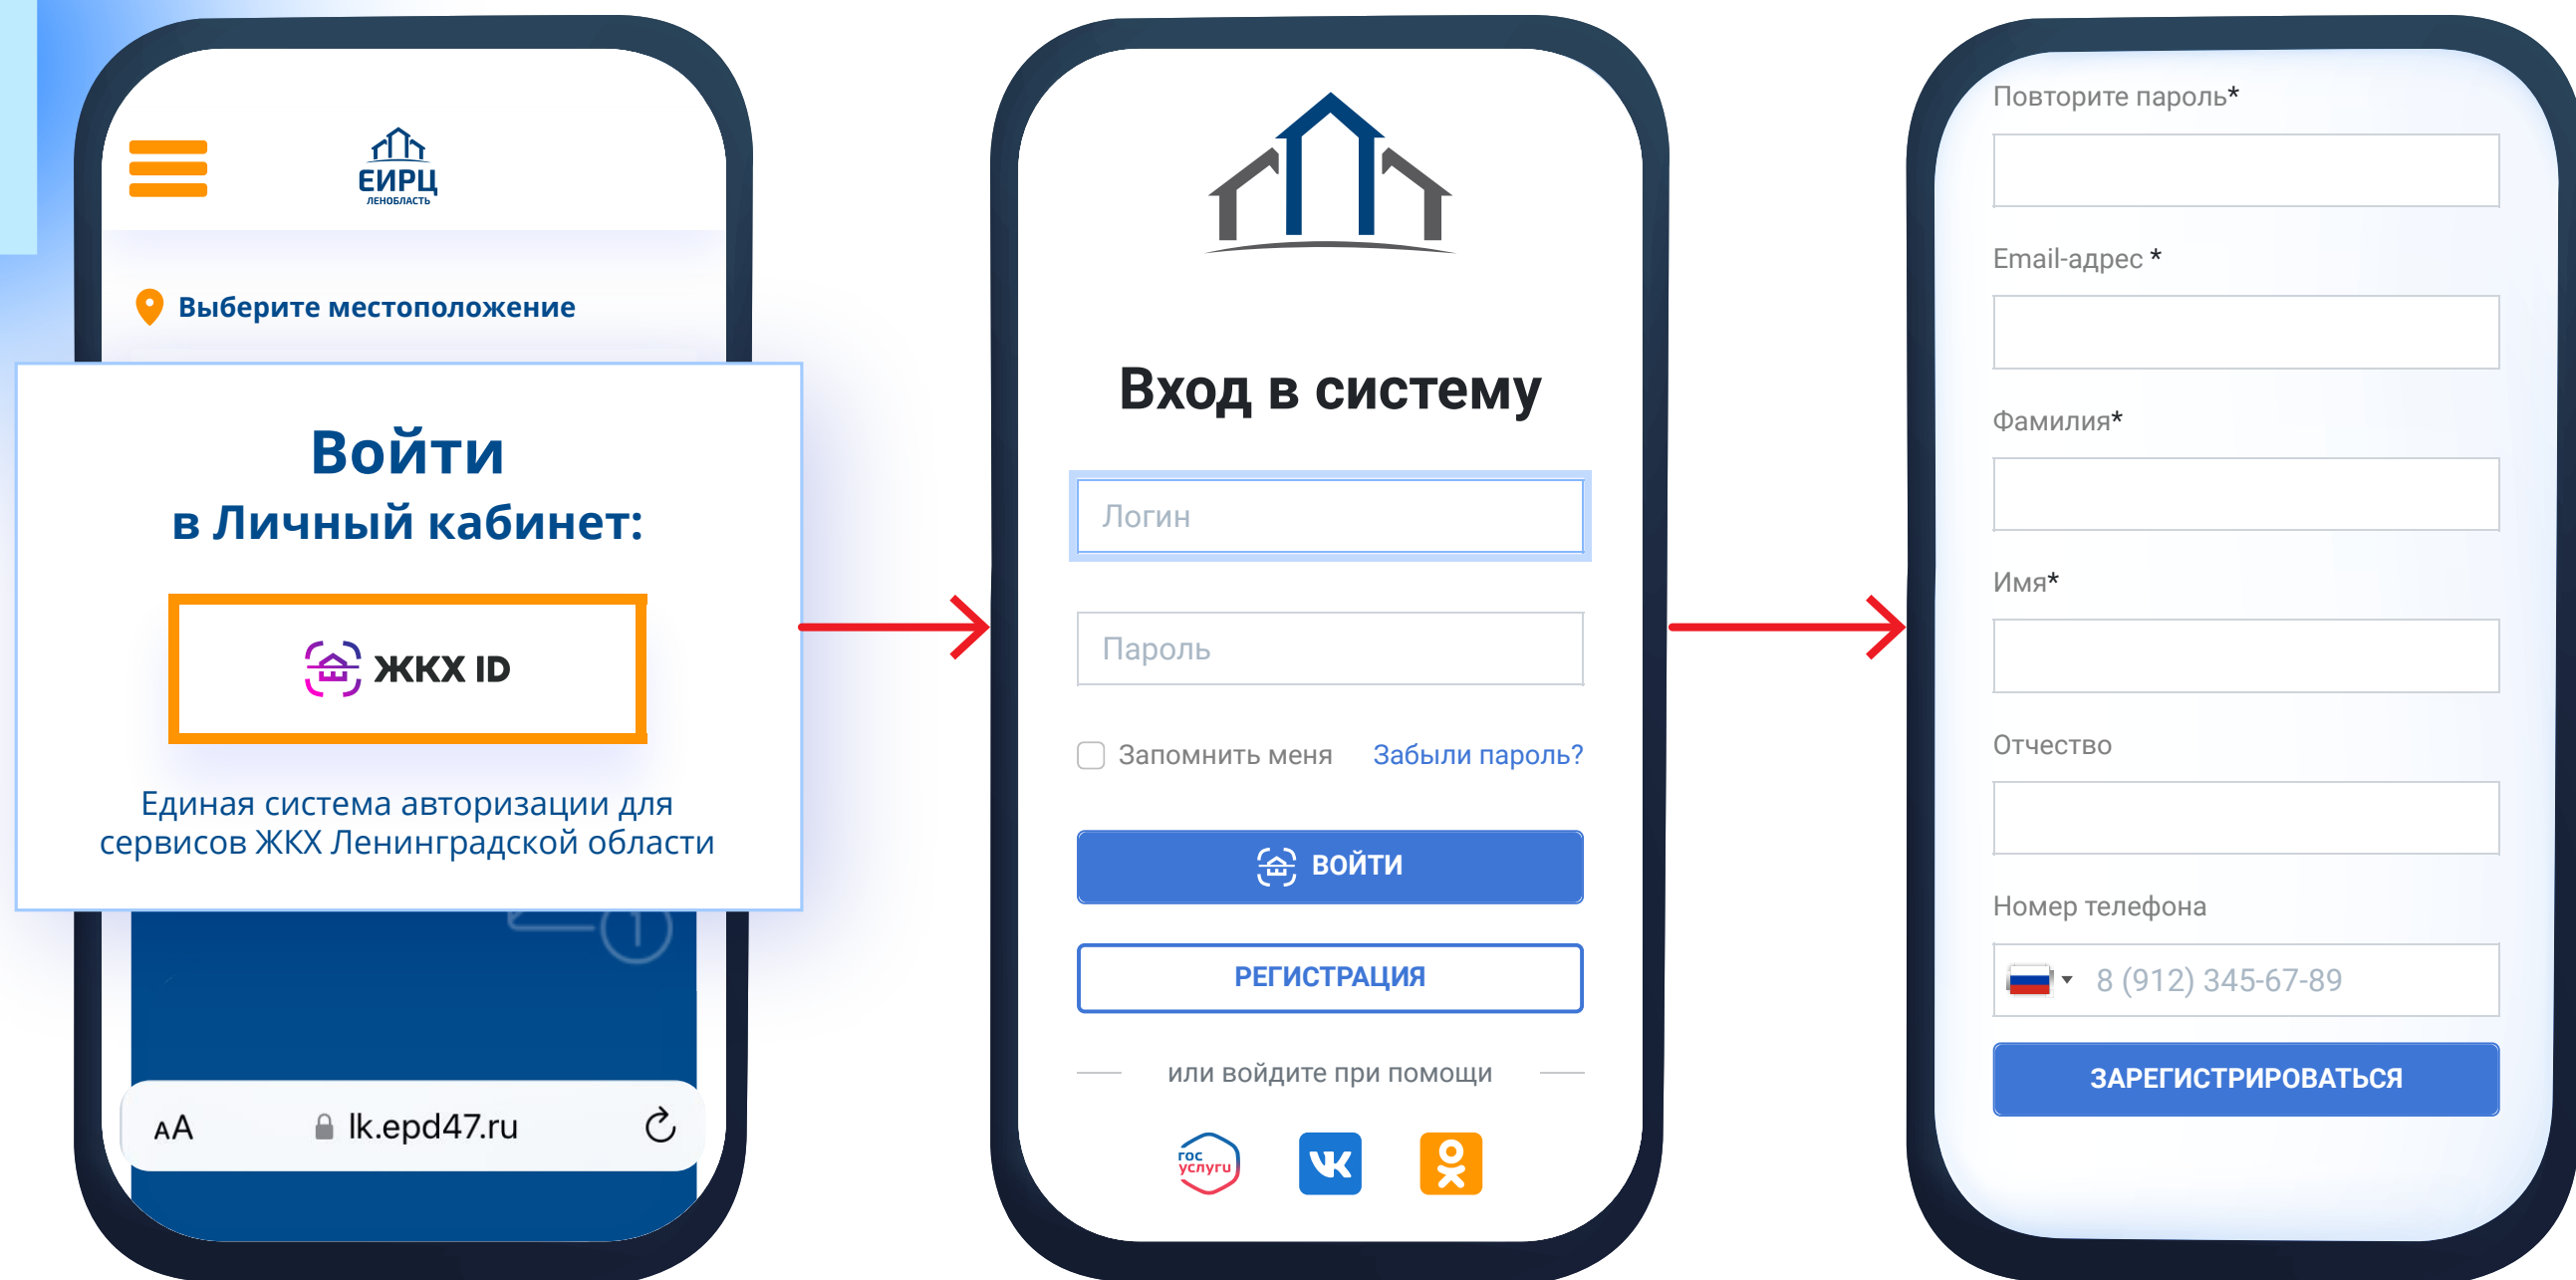 ЕИРЦ
ЛЕНОБЛАСТЬ
Выберите местоположение
Войти
в Личный кабинет:
ЖКХ ID
Единая система авторизации для
сервисов ЖКХ Ленинградской области
1
AA lk.epd47.ru
Вход в систему
Логин
Пароль
Запомнить меня Забыли пароль?
ВОЙТИ
РЕГИСТРАЦИЯ
или войдите при помощи
гос
услуги
Повторите пароль*
Email-адрес *
Фамилия*
Имя*
Отчество
Номер телефона
8 (912) 345-67-89
ЗАРЕГИСТРИРОВАТЬСЯ